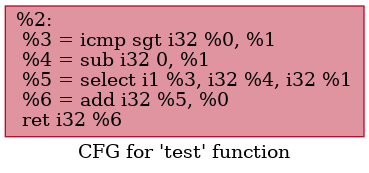 %2:
%3 = icmp sgt i32 %0, %1
%4 = sub i32 0, %1
%5 = select i1 %3, i32 %4, i32 %1
%6 = add i32 %5, %0
ret i32 %6
CFG for 'test' function